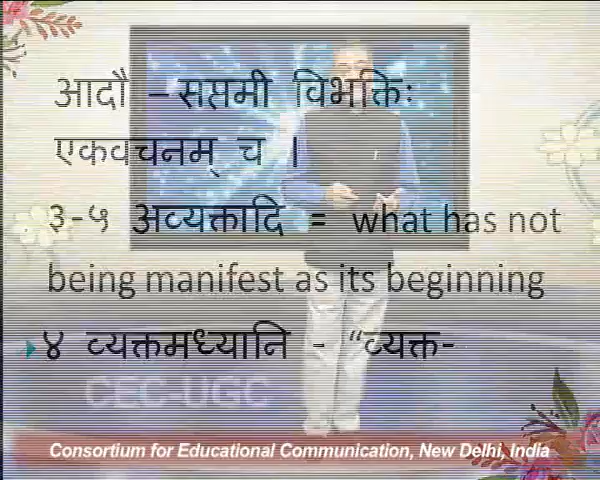 आदौ – सप्तमी विभक्तिः
एकवचनम् च ।
३-५ अव्यक्तादि = what has not
being manifest as its beginning
४ व्यक्तमध्यानि - “व्यक्त-
CEC-UGC
Consortium for Educational Communication, New Delhi, India